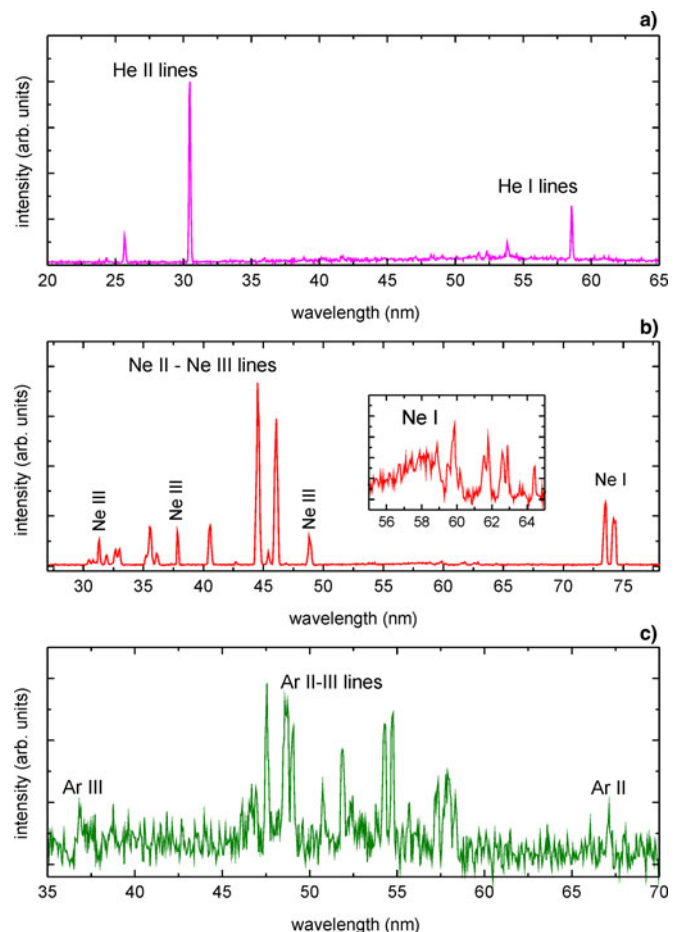 a)
intensity (arb. units)
He II lines
He I lines
20 25 30 35 40 45 50 55 60 65
wavelength (nm)
b)
intensity (arb. units)
Ne II - Ne III lines
Ne I
56 58 60 62 64
Ne III
Ne III
Ne III
Ne I
30 35 40 45 50 55 60 65 70 75
wavelength (nm)
c)
intensity (arb. units)
Ar II-III lines
Ar III
Ar II
35 40 45 50 55 60 65 70
wavelength (nm)